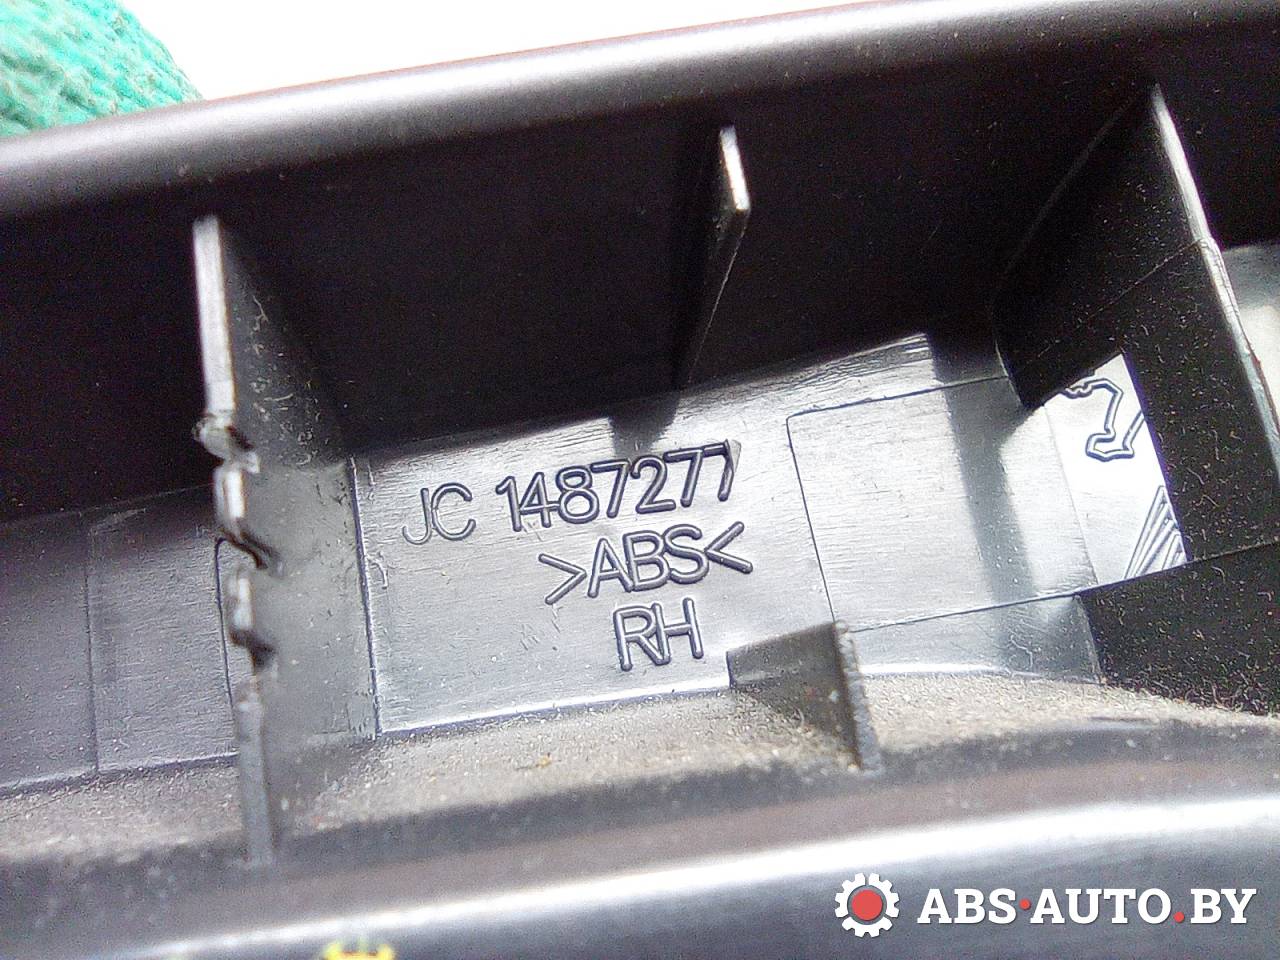 JC 1487277
>ABS<
RH
ABS·AUTO.BY